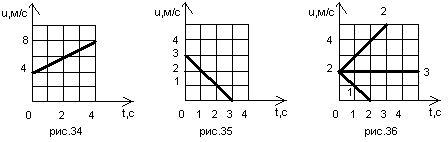 u,м/с
8
4
0 2 4 t,с
рис.34
u,м/с
4
3
2
1
0 1 2 3 4 t,с
рис.35
u,м/с
2
4
2
3
1
0 2 3 4 t,с
рис.36